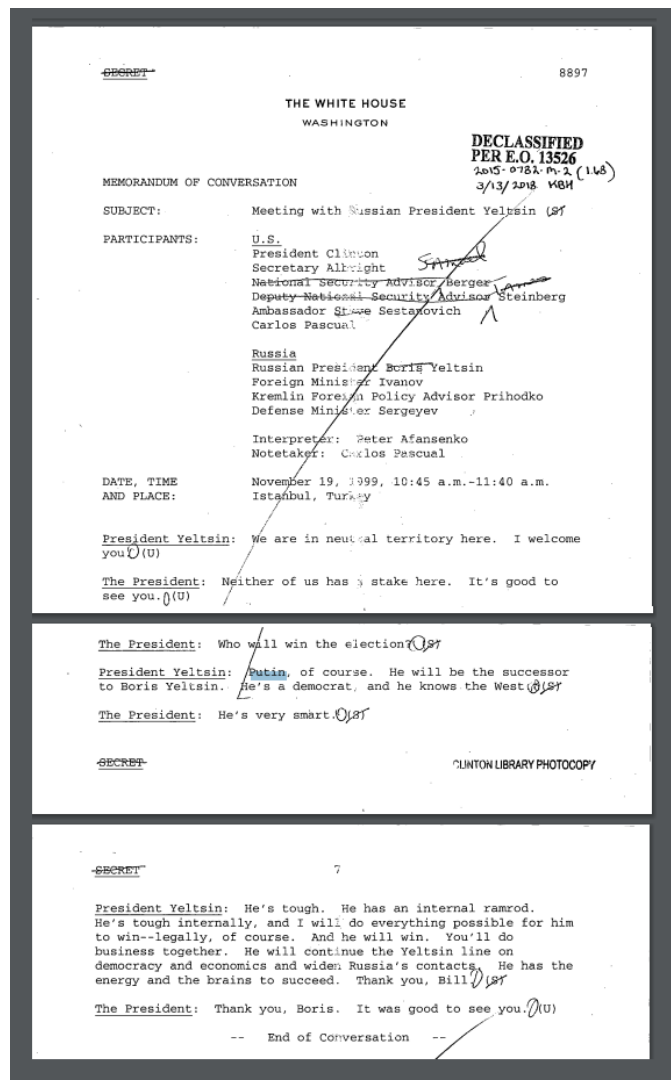 SECRET
8897
THE WHITE HOUSE
WASHINGTON
DECLASSIFIED
PER E.O. 13526
2015-0782-M-2 (1.68)
3/13/2018 KBH
MEMORANDUM OF CONVERSATION
SUBJECT: Meeting with Russian President Yeltsin (S)
PARTICIPANTS: U.S.
President Clinton
Secretary Albright
Samuel
National Security Advisor Berger
James
Deputy National Security Advisor Steinberg
Ambassador Steve Sestanovich
Carlos Pascual
Russia
Russian President Boris Yeltsin
Foreign Minister Ivanov
Kremlin Foreign Policy Advisor Prihodko
Defense Minister Sergeyev
Interpreter: Peter Afansenko
Notetaker: Carlos Pascual
DATE, TIME November 19, 1999, 10:45 a.m.-11:40 a.m.
AND PLACE: Istanbul, Turkey
President Yeltsin: We are in neutral territory here. I welcome
you. (U)
The President: Neither of us has a stake here. It's good to
see you. (U)
The President: Who will win the election? (S)
President Yeltsin: Putin, of course. He will be the successor
to Boris Yeltsin. He's a democrat, and he knows the West. (S)
The President: He's very smart. (S)
SECRET
CLINTON LIBRARY PHOTOCOPY
SECRET
7
President Yeltsin: He's tough. He has an internal ramrod.
He's tough internally, and I will do everything possible for him
to win--legally, of course. And he will win. You'll do
business together. He will continue the Yeltsin line on
democracy and economics and widen Russia's contacts. He has the
energy and the brains to succeed. Thank you, Bill. (S)
The President: Thank you, Boris. It was good to see you. (U)
-- End of Conversation --